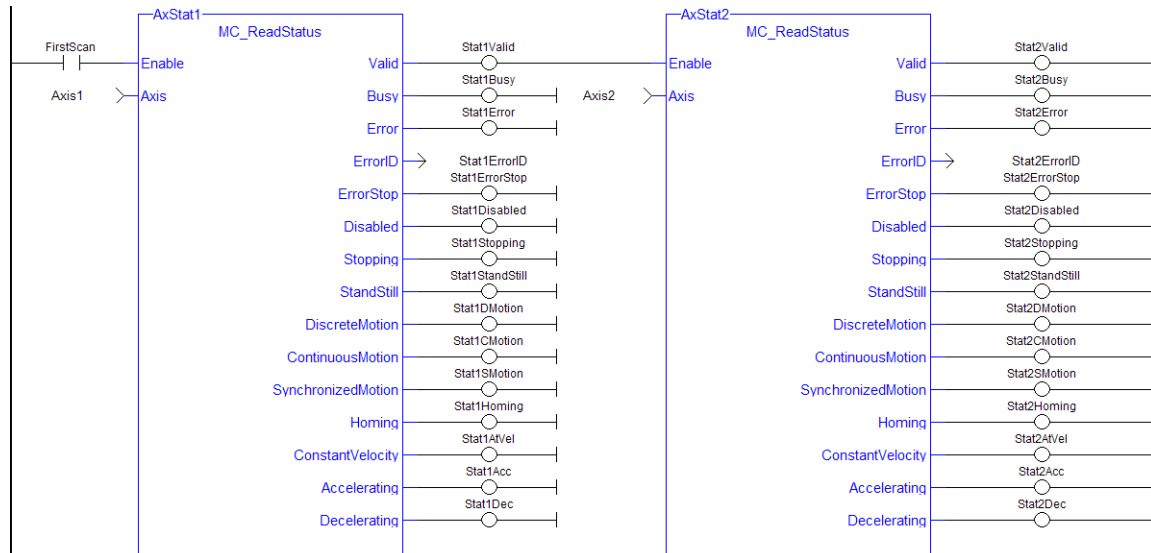 AxStat1
MC_ReadStatus
FirstScan
Enable
Axis1
Axis
Valid
Stat1Valid
Busy
Stat1Busy
Error
Stat1Error
ErrorID
Stat1ErrorID
ErrorStop
Stat1ErrorStop
Disabled
Stat1Disabled
Stopping
Stat1Stopping
StandStill
Stat1StandStill
DiscreteMotion
Stat1DMotion
ContinuousMotion
Stat1CMotion
SynchronizedMotion
Stat1SMotion
Homing
Stat1Homing
ConstantVelocity
Stat1AtVel
Accelerating
Stat1Acc
Decelerating
Stat1Dec
AxStat2
MC_ReadStatus
Enable
Axis2
Axis
Valid
Stat2Valid
Busy
Stat2Busy
Error
Stat2Error
ErrorID
Stat2ErrorID
ErrorStop
Stat2ErrorStop
Disabled
Stat2Disabled
Stopping
Stat2Stopping
StandStill
Stat2StandStill
DiscreteMotion
Stat2DMotion
ContinuousMotion
Stat2CMotion
SynchronizedMotion
Stat2SMotion
Homing
Stat2Homing
ConstantVelocity
Stat2AtVel
Accelerating
Stat2Acc
Decelerating
Stat2Dec